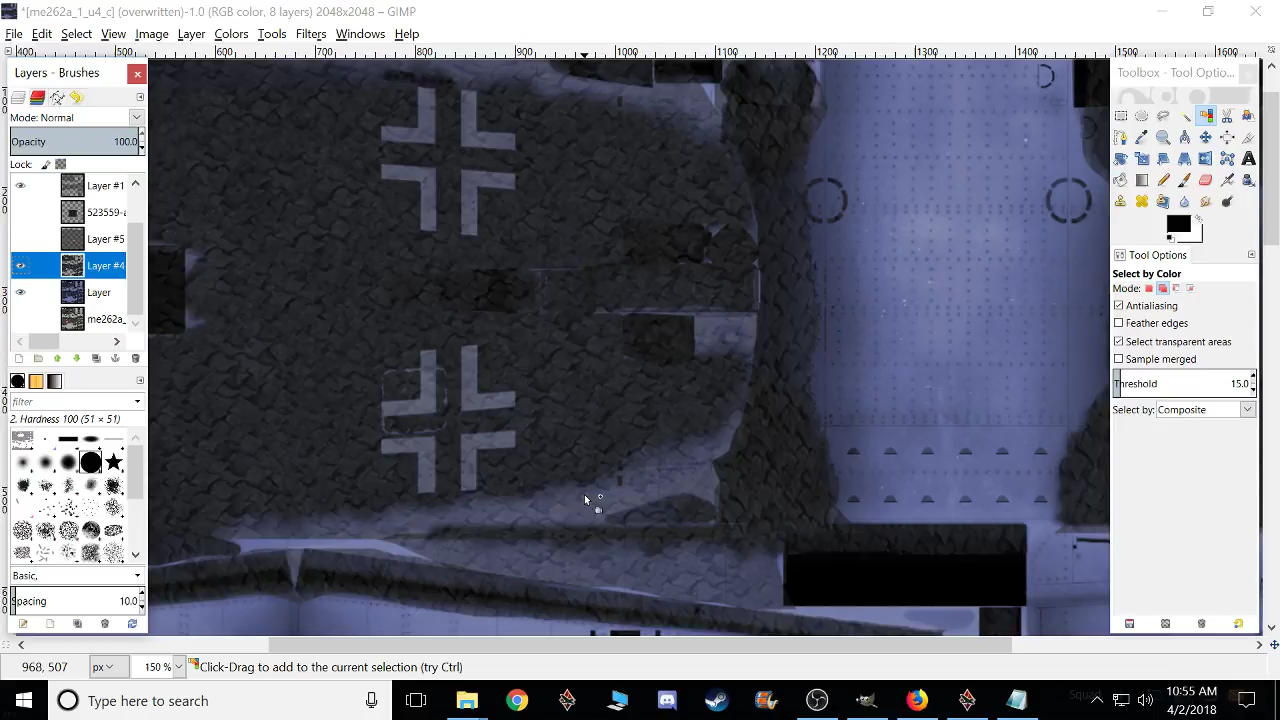 *[me262a_1_u4_c] (overwritten)-1.0 (RGB color, 8 layers) 2048x2048 – GIMP
File Edit Select View Image Layer Colors Tools Filters Windows Help
400 500 600 700 800 900 1000 1100 1200 1300 1400 1500 1600
Layers - Brushes
Toolbox - Tool Optio...
Mode: Normal
Opacity 100.0
Lock:
Layer #1
523559-a
Layer #5
Layer #4
Layer
me262a_
filter
2. Hardness 100 (51 × 51)
Basic,
Spacing 10.0
Tool Options
Select by Color
Mode:
Antialiasing
Feather edges
Select transparent areas
Sample merged
Threshold 15.0
Select by: Composite
968, 507 px 150 % Click-Drag to add to the current selection (try Ctrl)
Type here to search
Squad
10:55 AM
4/2/2018